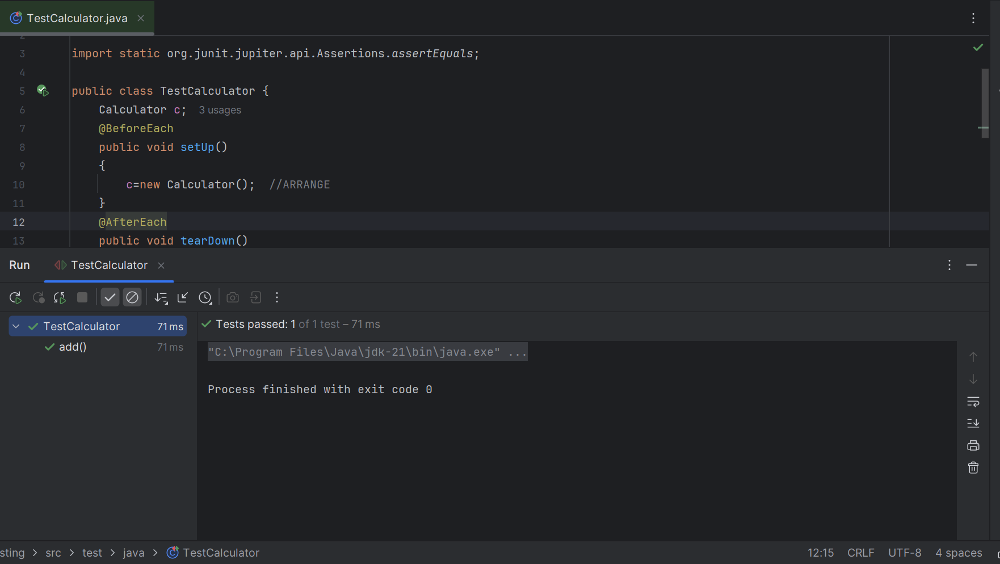 TestCalculator.java
2
3 import static org.junit.jupiter.api.Assertions.assertEquals;
4
5 public class TestCalculator {
6 Calculator c; 3 usages
7 @BeforeEach
8 public void setUp()
9 {
10 c=new Calculator(); //ARRANGE
11 }
12 @AfterEach
13 public void tearDown()
Run TestCalculator
TestCalculator 71 ms
add() 71 ms
Tests passed: 1 of 1 test – 71 ms
"C:\Program Files\Java\jdk-21\bin\java.exe" ...
Process finished with exit code 0
sting > src > test > java > TestCalculator 12:15 CRLF UTF-8 4 spaces